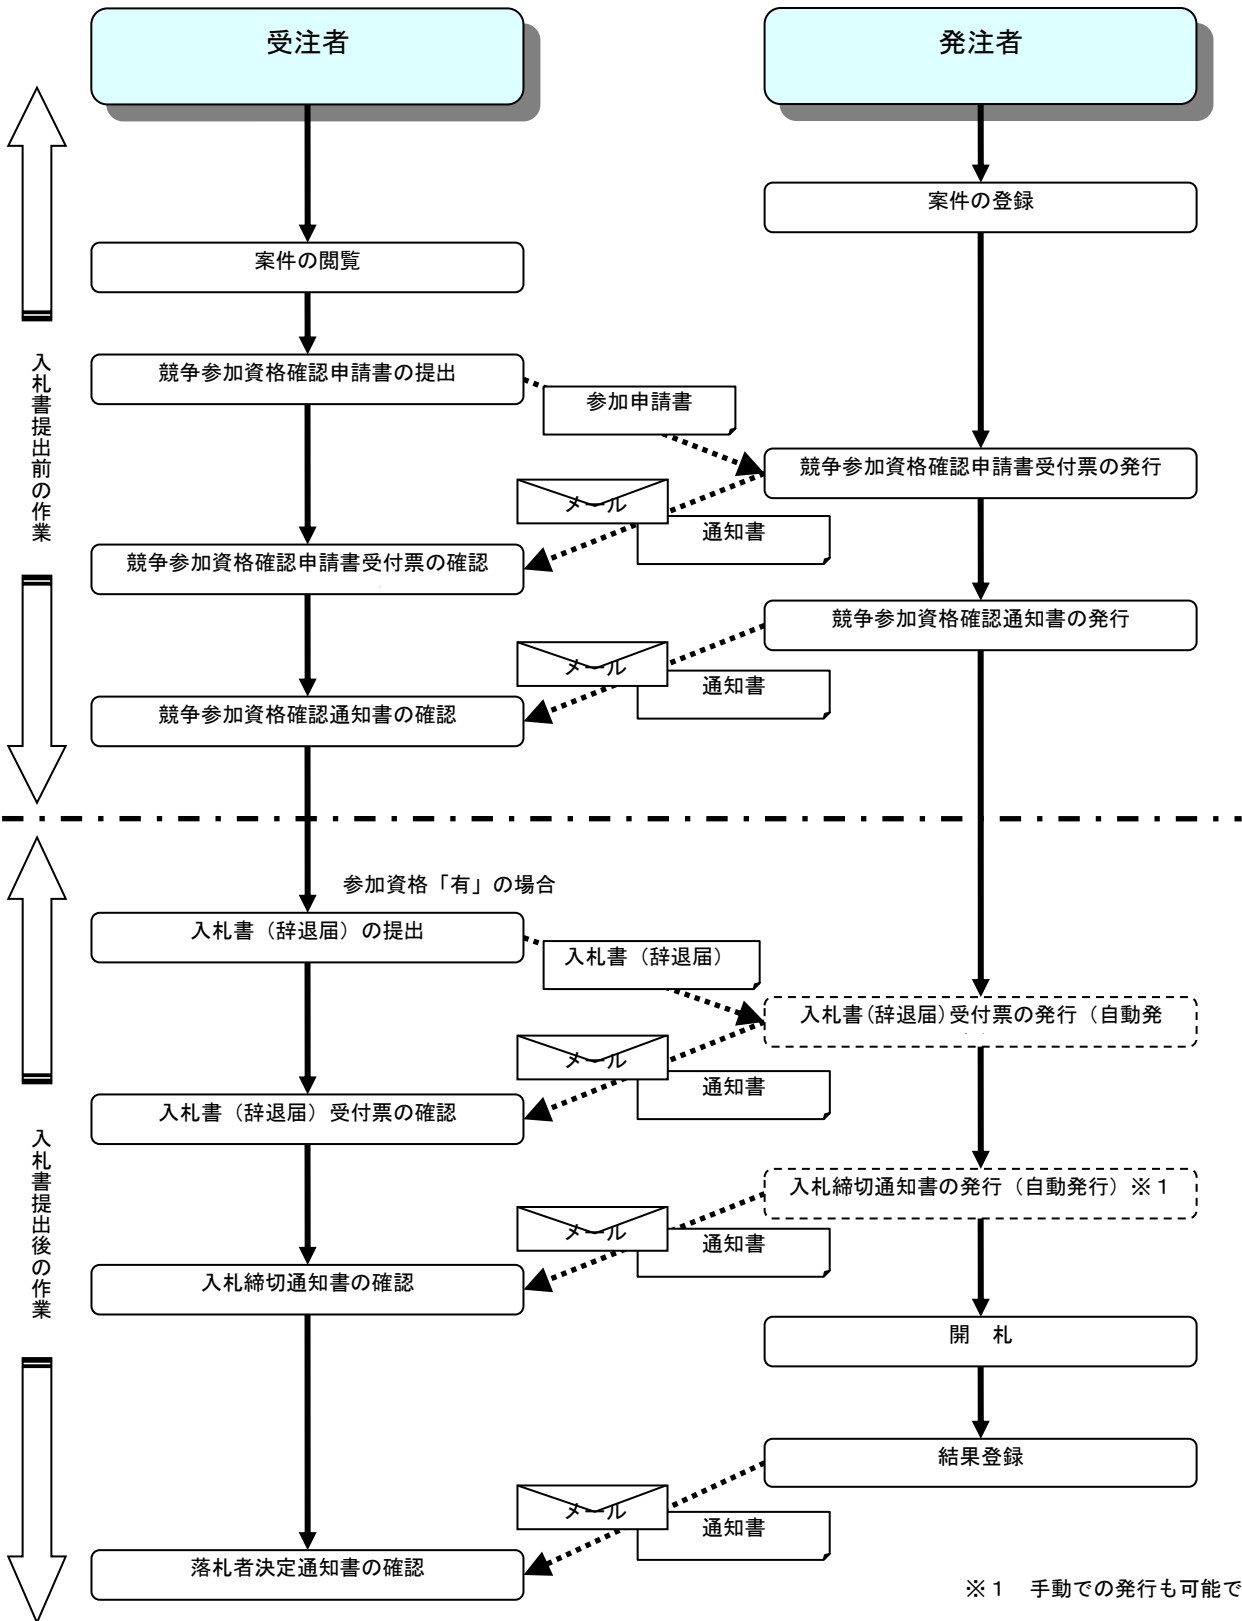 受注者
発注者
案件の登録
案件の閲覧
入札書提出前の作業
競争参加資格確認申請書の提出
参加申請書
競争参加資格確認申請書受付票の発行
メール
通知書
競争参加資格確認申請書受付票の確認
競争参加資格確認通知書の発行
メール
通知書
競争参加資格確認通知書の確認
参加資格「有」の場合
入札書（辞退届）の提出
入札書（辞退届）
入札書(辞退届)受付票の発行（自動発
メール
通知書
入札書（辞退届）受付票の確認
入札書提出後の作業
入札締切通知書の発行（自動発行）※１
メール
通知書
入札締切通知書の確認
開　札
結果登録
メール
通知書
落札者決定通知書の確認
※１　手動での発行も可能で